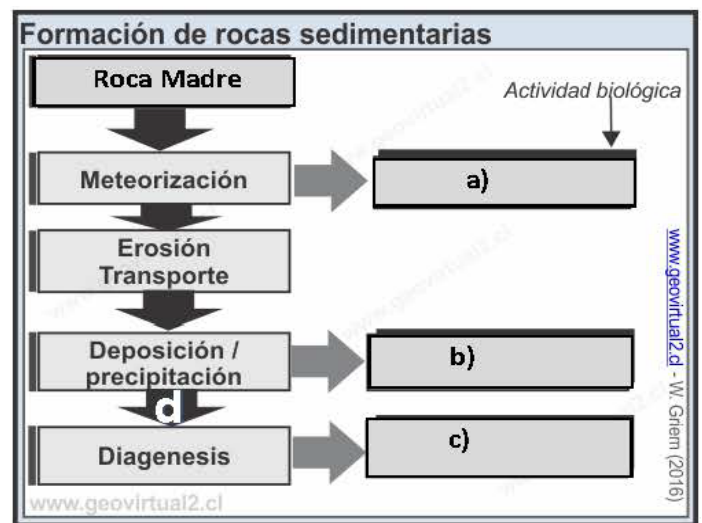 Formación de rocas sedimentarias
Roca Madre
Actividad biológica
Meteorización
a)
Erosión
Transporte
Deposición /
precipitación
b)
d
Diagenesis
c)
www.geovirtual2.cl
www.geovirtual2.cl - W. Griem (2016)